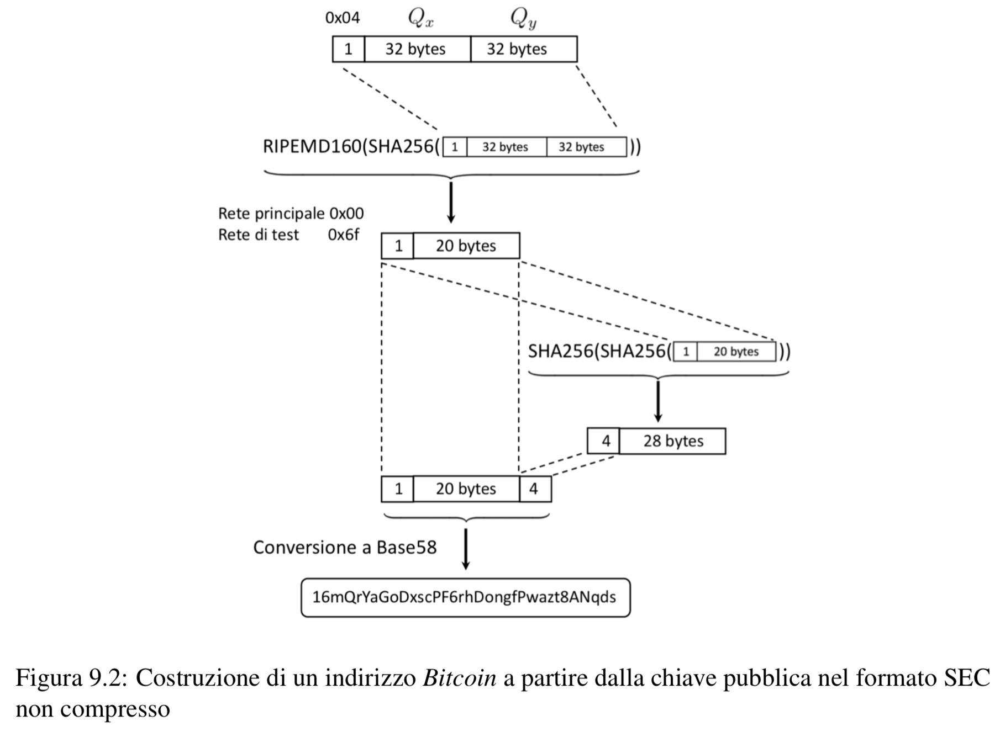 0x04 Qx Qy
1 32 bytes 32 bytes
RIPEMD160(SHA256( 1 32 bytes 32 bytes ))
Rete principale 0x00
Rete di test 0x6f
1 20 bytes
SHA256(SHA256( 1 20 bytes ))
4 28 bytes
1 20 bytes 4
Conversione a Base58
16mQrYaGoDxscPF6rhDongfPwazt8ANqds
Figura 9.2: Costruzione di un indirizzo Bitcoin a partire dalla chiave pubblica nel formato SEC
non compresso